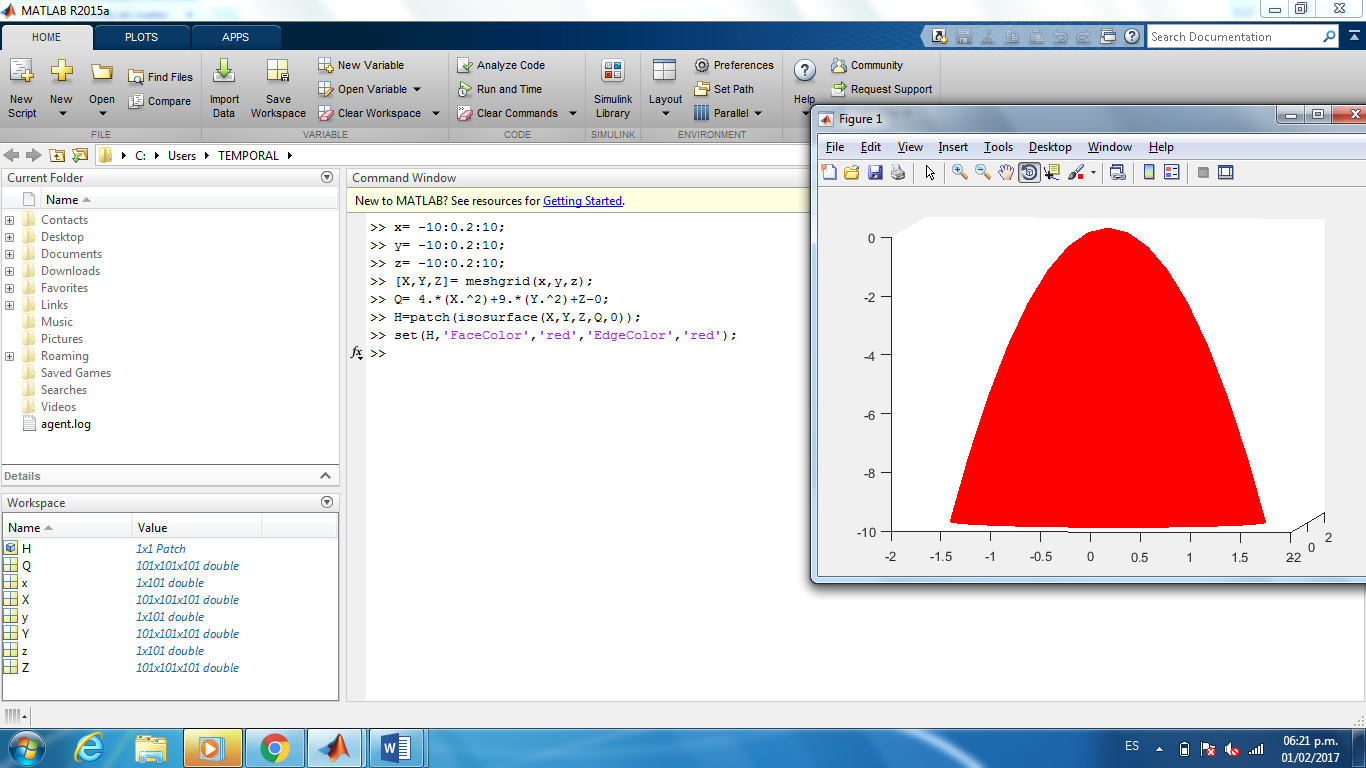 MATLAB R2015a
HOME PLOTS APPS
Search Documentation
New Script
New
Open
Find Files
Compare
FILE
Import Data
Save Workspace
New Variable
Open Variable
Clear Workspace
VARIABLE
Analyze Code
Run and Time
Clear Commands
CODE
Simulink Library
SIMULINK
Layout
Preferences
Set Path
Parallel
ENVIRONMENT
Help
Community
Request Support
C: Users TEMPORAL
Current Folder
Name
Contacts
Desktop
Documents
Downloads
Favorites
Links
Music
Pictures
Roaming
Saved Games
Searches
Videos
agent.log
Details
Workspace
Name Value
H 1x1 Patch
Q 101x101x101 double
x 1x101 double
X 101x101x101 double
y 1x101 double
Y 101x101x101 double
z 1x101 double
Z 101x101x101 double
Command Window
New to MATLAB? See resources for Getting Started.
>> x= -10:0.2:10;
>> y= -10:0.2:10;
>> z= -10:0.2:10;
>> [X,Y,Z]= meshgrid(x,y,z);
>> Q= 4.*(X.^2)+9.*(Y.^2)+Z-0;
>> H=patch(isosurface(X,Y,Z,Q,0));
>> set(H,'FaceColor','red','EdgeColor','red');
fx >>
Figure 1
File Edit View Insert Tools Desktop Window Help
0
-2
-4
-6
-8
-10
-2 -1.5 -1 -0.5 0 0.5 1 1.5 2
-2 0 2
ES
06:21 p.m.
01/02/2017